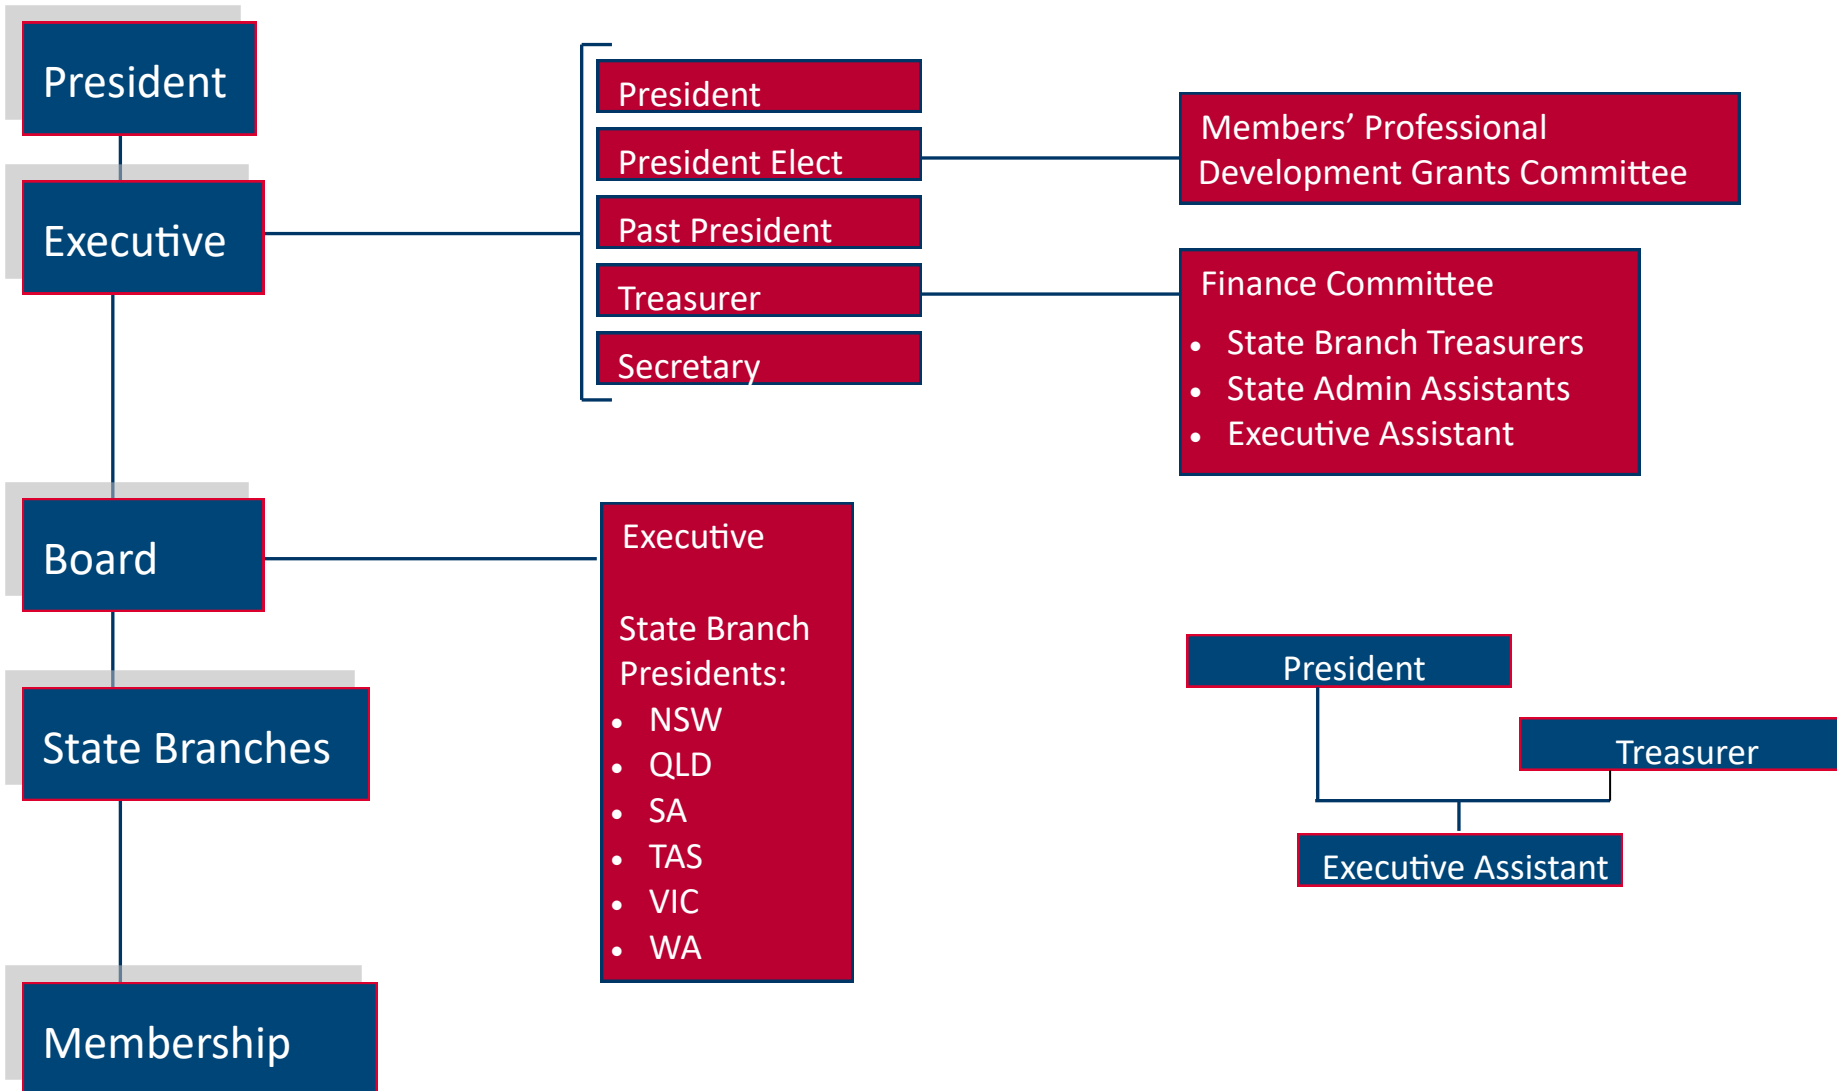 President
Executive
Board
State Branches
Membership
President
President Elect
Past President
Treasurer
Secretary
Members’ Professional
Development Grants Committee
Finance Committee
• State Branch Treasurers
• State Admin Assistants
• Executive Assistant
Executive
State Branch
Presidents:
• NSW
• QLD
• SA
• TAS
• VIC
• WA
President
Treasurer
Executive Assistant